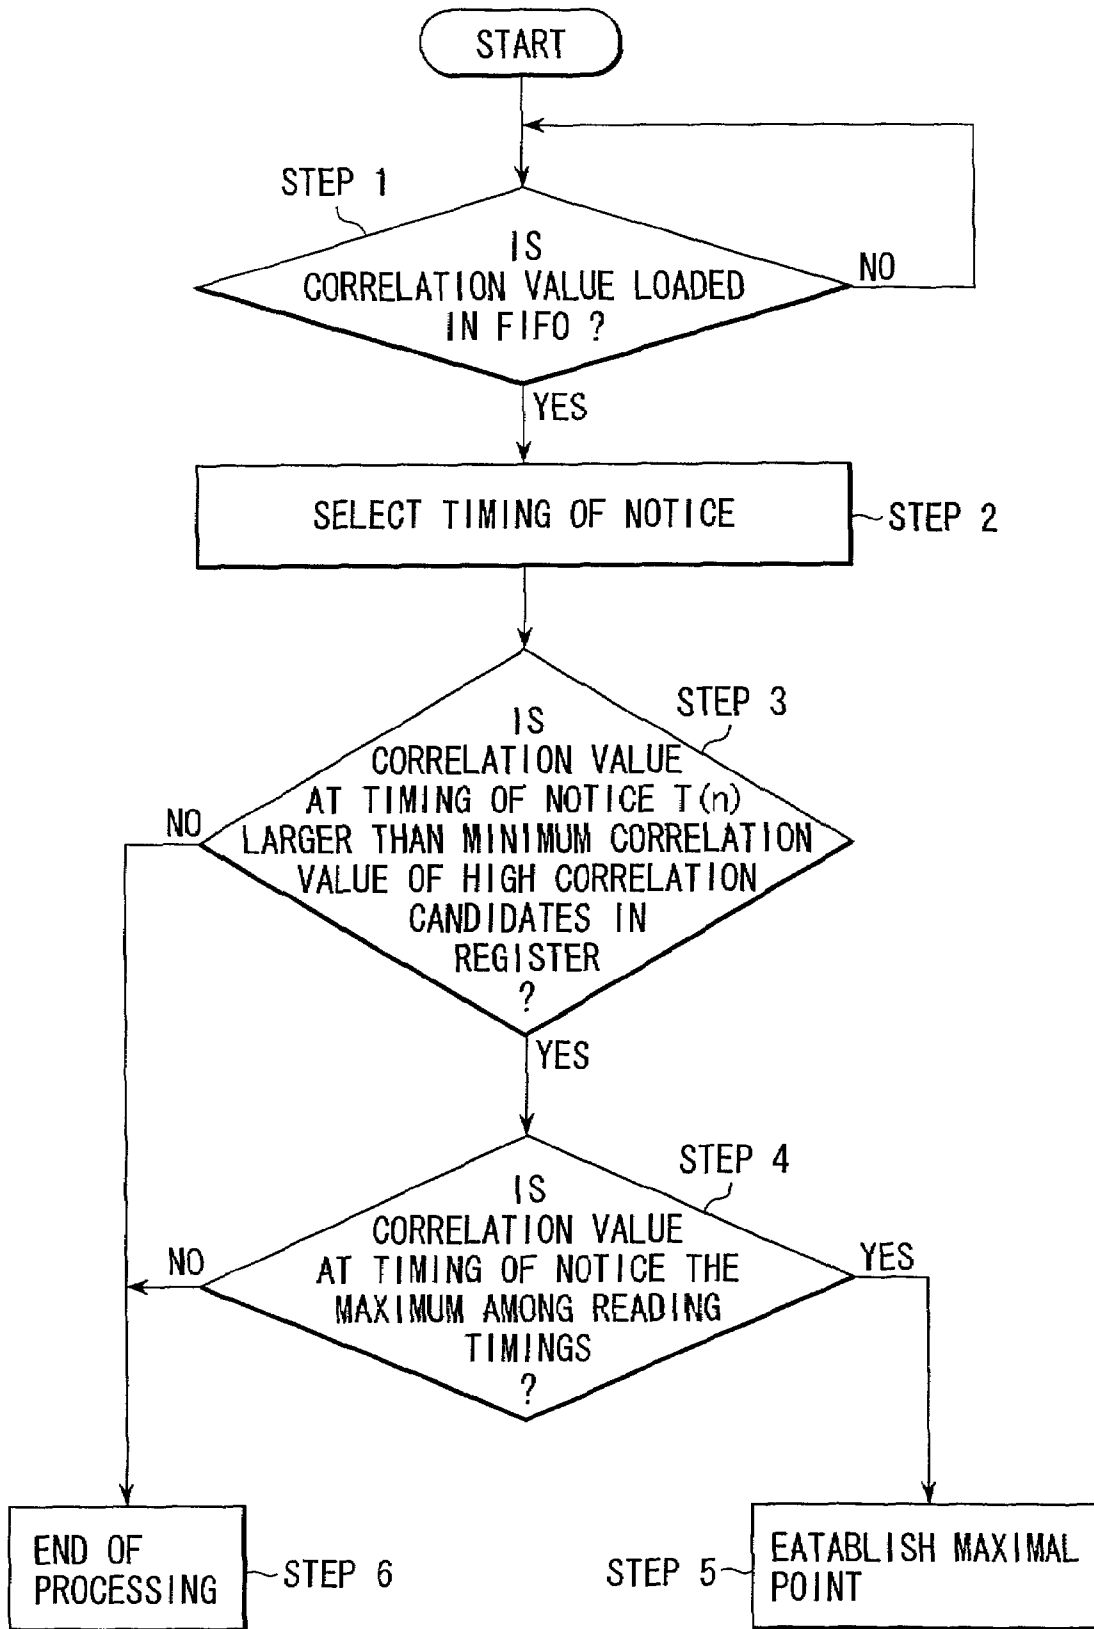 START
STEP 1
IS
CORRELATION VALUE LOADED
IN FIFO ?
NO
YES
SELECT TIMING OF NOTICE
STEP 2
STEP 3
IS
CORRELATION VALUE
AT TIMING OF NOTICE T(n)
LARGER THAN MINIMUM CORRELATION
VALUE OF HIGH CORRELATION
CANDIDATES IN
REGISTER
?
NO
YES
STEP 4
IS
CORRELATION VALUE
AT TIMING OF NOTICE THE
MAXIMUM AMONG READING
TIMINGS
?
NO
YES
END OF
PROCESSING
STEP 6
STEP 5
EATABLISH MAXIMAL
POINT